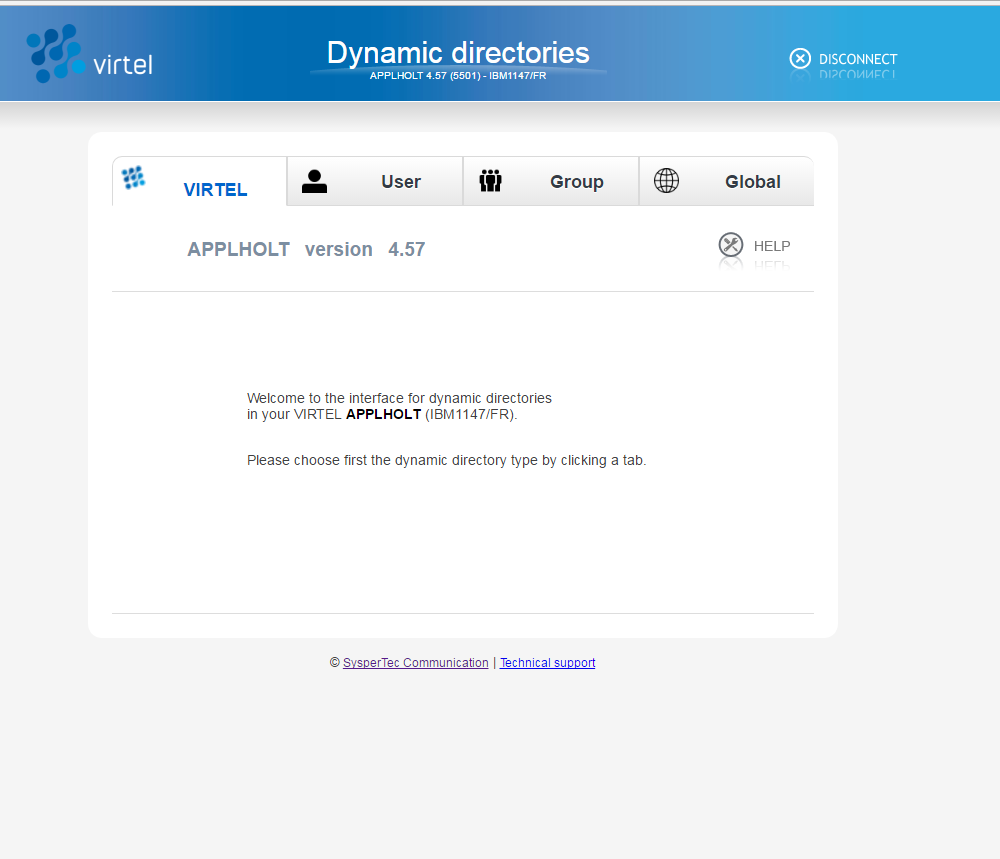 virtel
Dynamic directories
APPLHOLT 4.57 (5501) - IBM1147/FR
DISCONNECT
VIRTEL
User
Group
Global
APPLHOLT version 4.57
HELP
Welcome to the interface for dynamic directories
in your VIRTEL APPLHOLT (IBM1147/FR).
Please choose first the dynamic directory type by clicking a tab.
© SysperTec Communication | Technical support